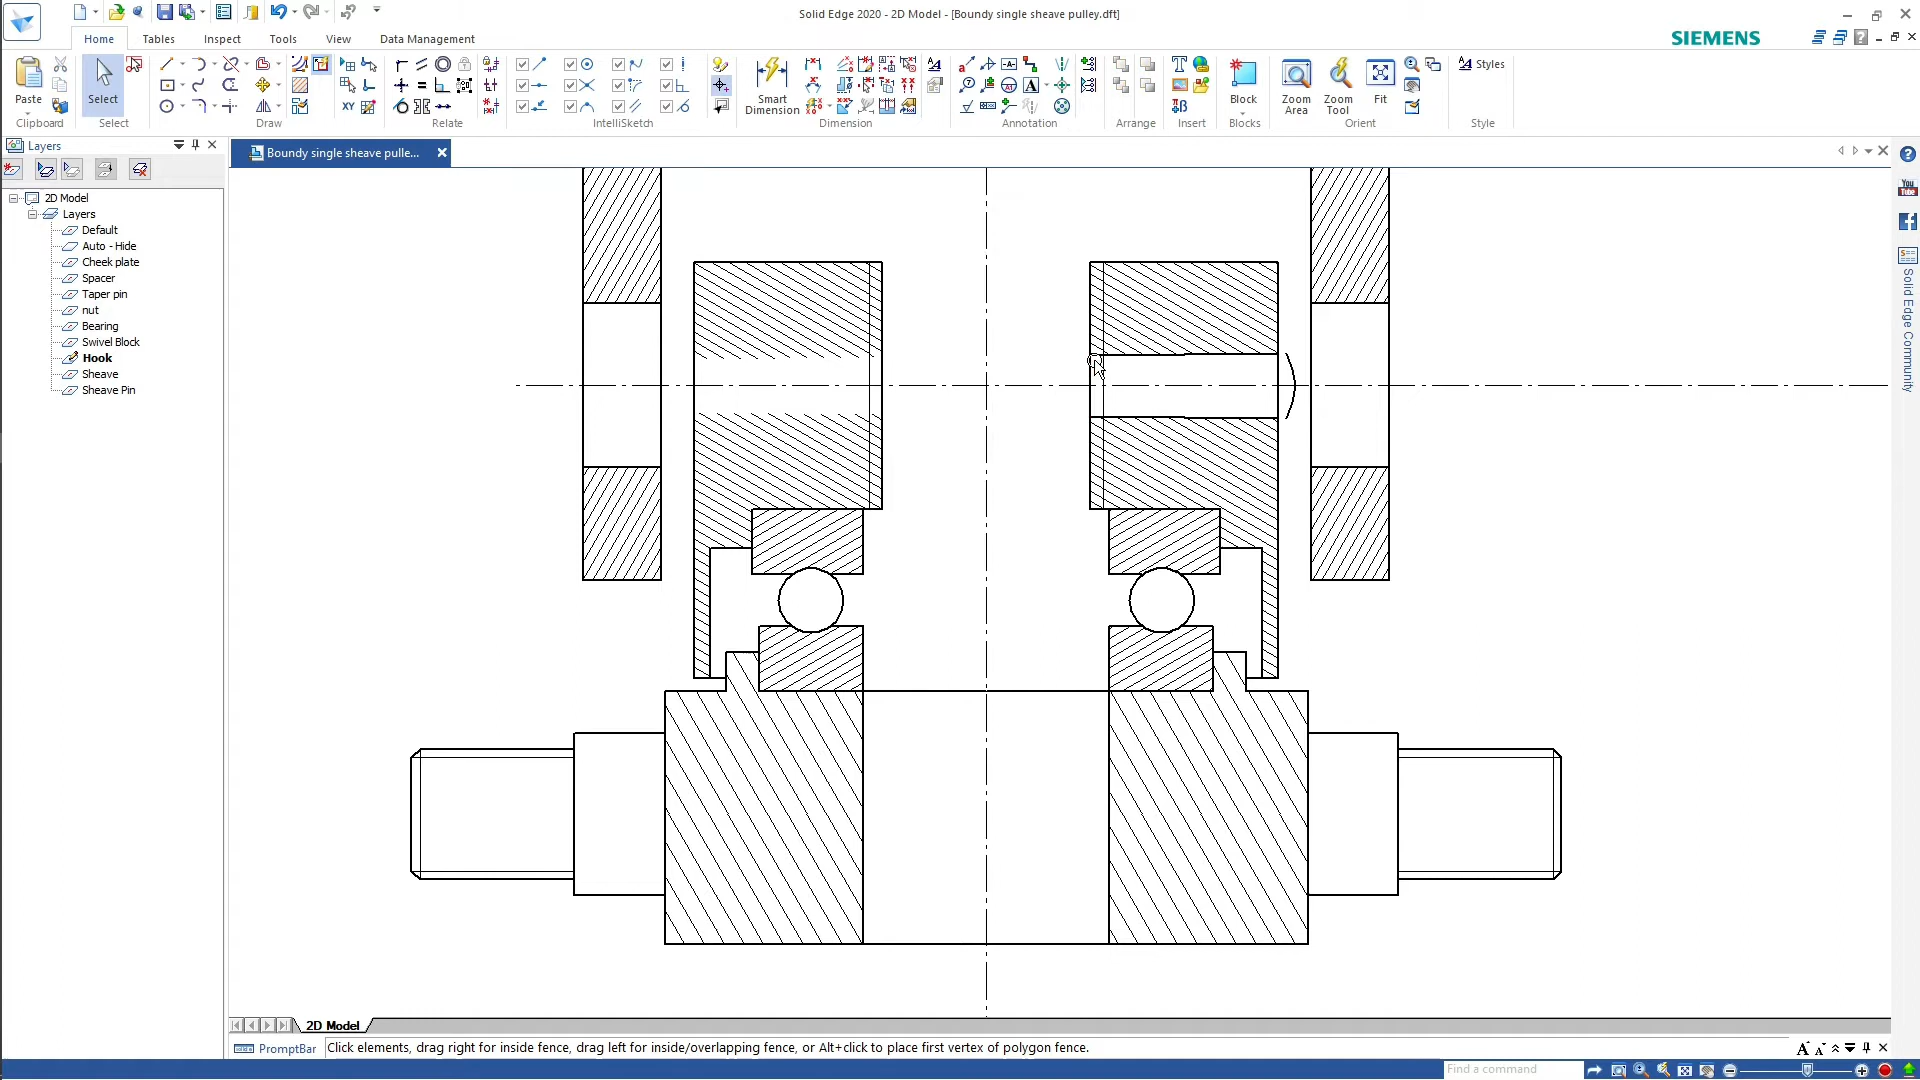 Solid Edge 2020 - 2D Model - [Boundy single sheave pulley.dft]
Home
Tables
Inspect
Sketch
Tools
View
Data Management
SIEMENS
Paste
Select
Smart
Dimension
Block
Zoom
Area
Zoom
Tool
Fit
Styles
Clipboard
Select
Draw
Relate
IntelliSketch
Dimension
Annotation
Arrange
Insert
Blocks
Orient
Style
Layers
Boundy single sheave pulle...
2D Model
Layers
Default
Auto - Hide
Cheek plate
Spacer
Taper pin
nut
Bearing
Swivel Block
Hook
Sheave
Sheave Pin
You
Tube
Solid Edge Community
2D Model
PromptBar
Click elements, drag right for inside fence, drag left for inside/overlapping fence, or Alt+click to place first vertex of polygon fence.
Find a command